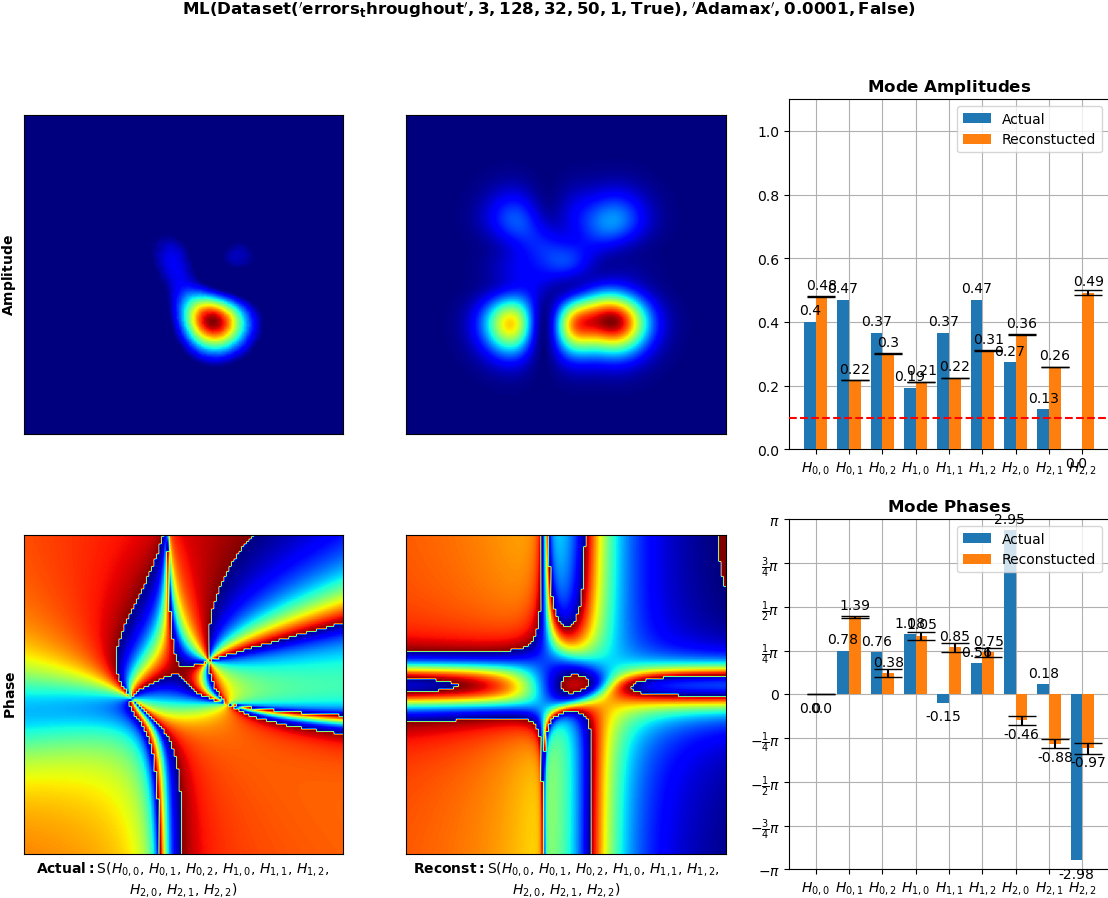 ML(Dataset('errors_throughout', 3, 128, 32, 50, 1, True), 'Adamax', 0.0001, False)
Mode Amplitudes
Amplitude
Actual
Reconstucted
1.0
0.8
0.6
0.4
0.2
0.0
0.4
0.48
0.47
0.22
0.37
0.3
0.19
0.21
0.37
0.22
0.47
0.31
0.27
0.36
0.13
0.26
0.0
0.49
H0,0 H0,1 H0,2 H1,0 H1,1 H1,2 H2,0 H2,1 H2,2
Mode Phases
Phase
Actual
Reconstucted
π
3/4π
1/2π
1/4π
0
−1/4π
−1/2π
−3/4π
−π
0.0
0.0
0.78
1.39
0.76
0.38
1.08
1.05
-0.15
0.85
0.56
0.75
2.95
-0.46
0.18
-0.88
-2.98
-0.97
H0,0 H0,1 H0,2 H1,0 H1,1 H1,2 H2,0 H2,1 H2,2
Actual: S(H0,0, H0,1, H0,2, H1,0, H1,1, H1,2,
H2,0, H2,1, H2,2)
Reconst: S(H0,0, H0,1, H0,2, H1,0, H1,1, H1,2,
H2,0, H2,1, H2,2)